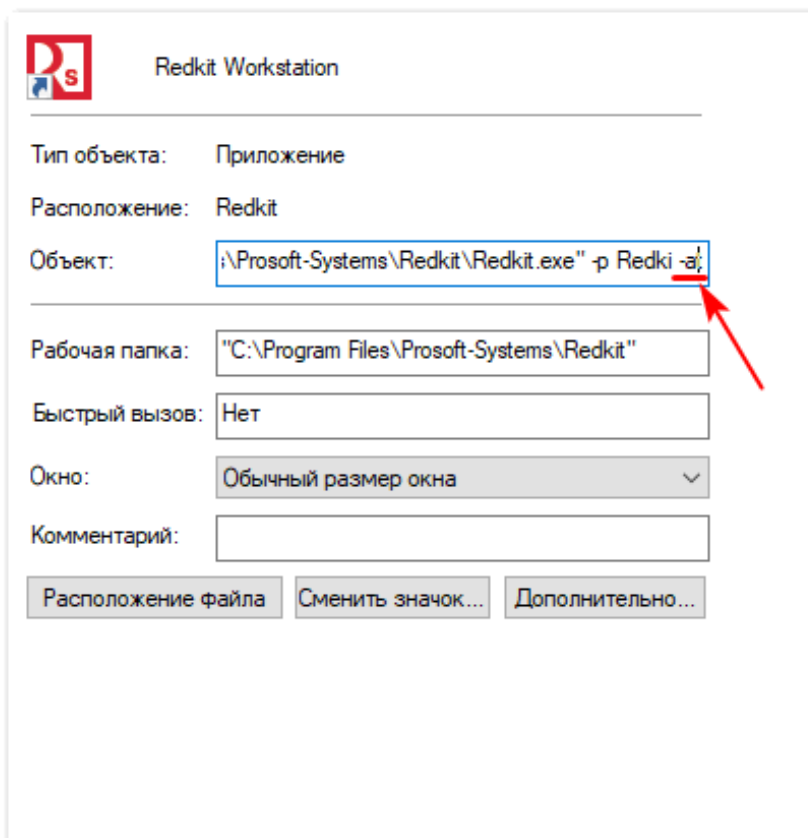 Rs
Redkit Workstation
Тип объекта: Приложение
Расположение: Redkit
Объект: s\Prosoft-Systems\Redkit\Redkit.exe" -p Redki -a
Рабочая папка: "C:\Program Files\Prosoft-Systems\Redkit"
Быстрый вызов: Нет
Окно: Обычный размер окна
Комментарий:
Расположение файла Сменить значок... Дополнительно...